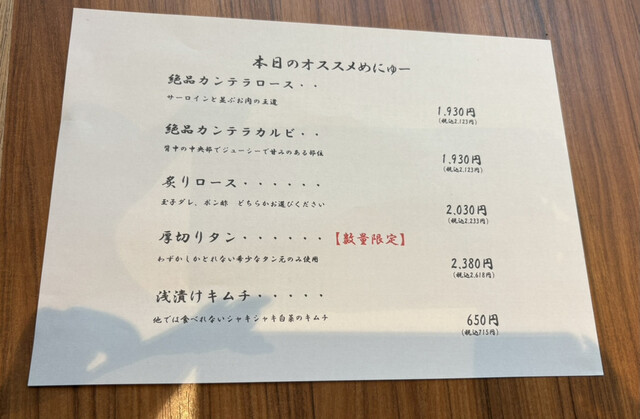 本日のオススメめにゅー
絶品カンテラロース・・
サーロインと並ぶお肉の王道
1,930円
(税込2,123円)
絶品カンテラカルビ・・
背中の中央部でジューシーで甘みのある部位
1,930円
(税込2,123円)
炙りロース・・・・・・
玉子ダレ、ポン酢　どちらかお選びください
2,030円
(税込2,233円)
厚切りタン・・・・・・【数量限定】
わずかしかとれない希少なタン元のみ使用
2,380円
(税込2,618円)
浅漬けキムチ・・・・・
他では食べれないシャキシャキ白菜のキムチ
650円
(税込715円)